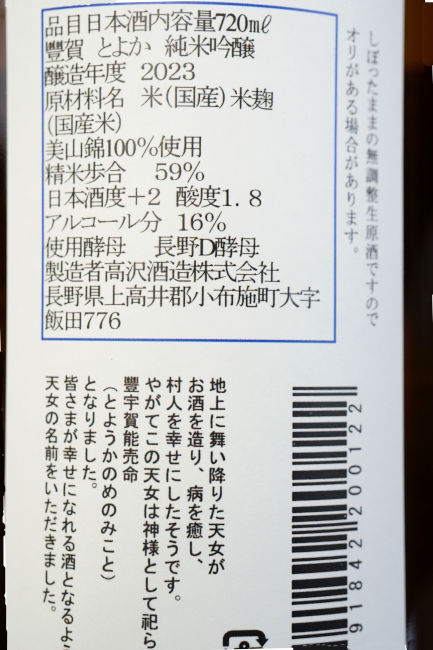 品目日本酒内容量720mℓ
豐賀 とよか 純米吟醸
醸造年度 2023
原材料名 米(国産)米麹
(国産米)
美山錦100%使用
精米歩合 59%
日本酒度+2 酸度1.8
アルコール分 16%
使用酵母 長野D酵母
製造者高沢酒造株式会社
長野県上高井郡小布施町大字
飯田776
しぼったままの無調整生原酒ですので
オリがある場合があります。
地上に舞い降りた天女が
お酒を造り、病を癒し、
村人を幸せにしたそうです。
やがてこの天女は神様として祀ら
豐宇賀能売命
(とようかのめのみこと)
となりました。
皆さまが幸せになれる酒となるよ
天女の名前をいただきました。
91842 200122